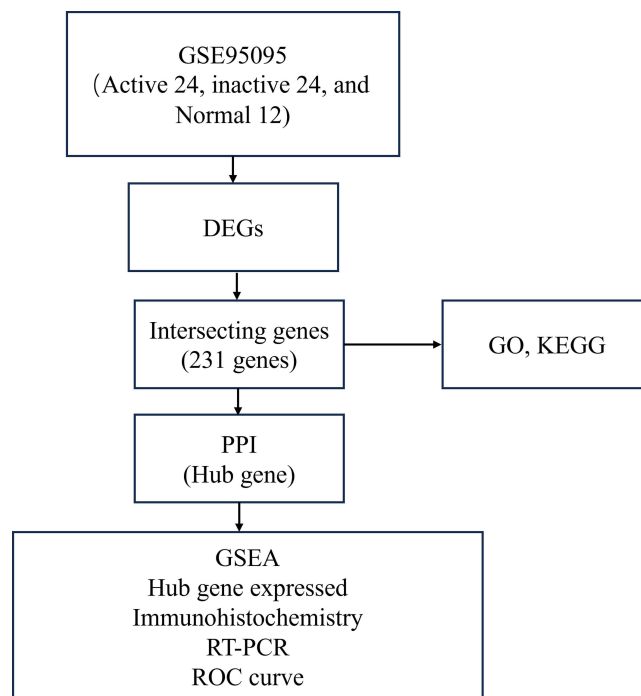 GSE95095
(Active 24, inactive 24, and
Normal 12)
DEGs
Intersecting genes
(231 genes)
GO, KEGG
PPI
(Hub gene)
GSEA
Hub gene expressed
Immunohistochemistry
RT-PCR
ROC curve